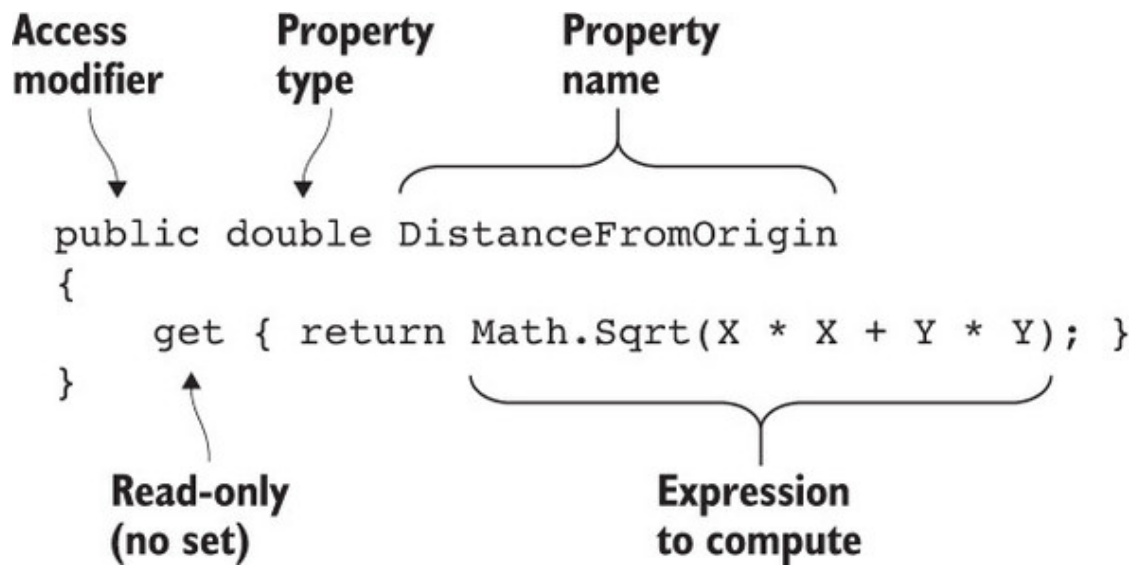 Access Property Property
modifier type name
public double DistanceFromOrigin
{
get { return Math.Sqrt(X * X + Y * Y); }
}
Read-only Expression
(no set) to compute